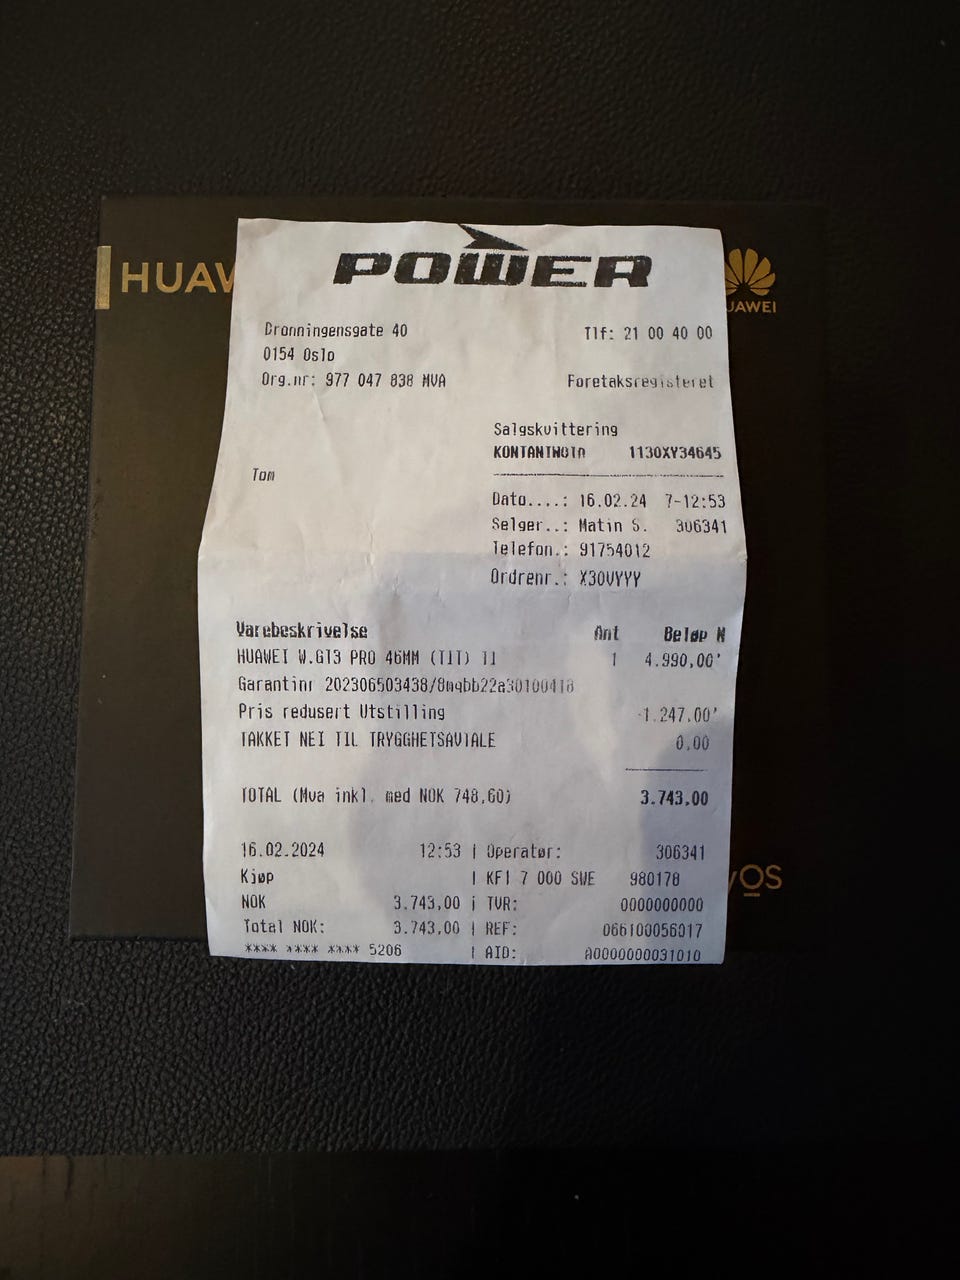 HUAW
HUAWEI
POWER
Dronningensgate 40
Tlf: 21 00 40 00
0154 Oslo
Org.nr: 977 047 838 MVA
Foretaksregisteret
Salgskvittering
KONTANTNOTA 1130XY34645
Tom
Dato....: 16.02.24 7-12:53
Selger..: Matin S. 306341
Telefon.: 91754012
Ordrenr.: X30VYYY
Varebeskrivelse Ant Beløp N
HUAWEI W.GT3 PRO 46MM (TIT) TI 1 4.990,00'
Garantinr
Pris redusert Utstilling -1.247,00'
TAKKET NEI TIL TRYGGHETSAVTALE 0,00
TOTAL (Mva inkl. med NOK 748,60) 3.743,00
16.02.2024 12:53 | Operatør: 306341
Kjøp | KFI 7 000 SWE 980178
NOK 3.743,00 | TVR: 0000000000
Total NOK: 3.743,00 | REF: 066100056017
**** **** **** 5206 | AID: A0000000031010
yOS